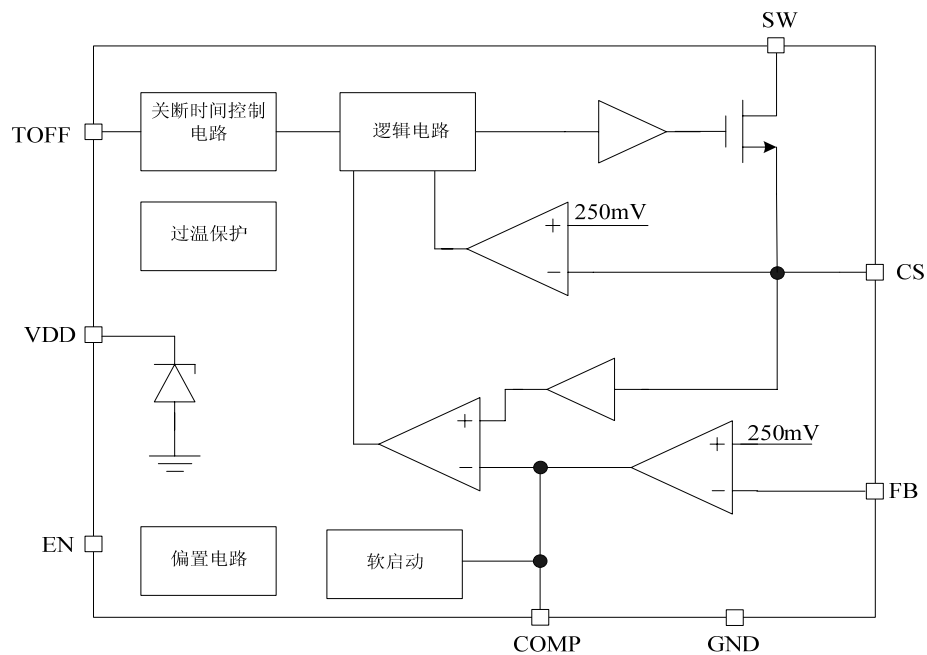 SW
TOFF
关断时间控制
电路
逻辑电路
250mV
+
−
过温保护
CS
VDD
+
−
250mV
+
−
FB
EN
偏置电路
软启动
COMP
GND